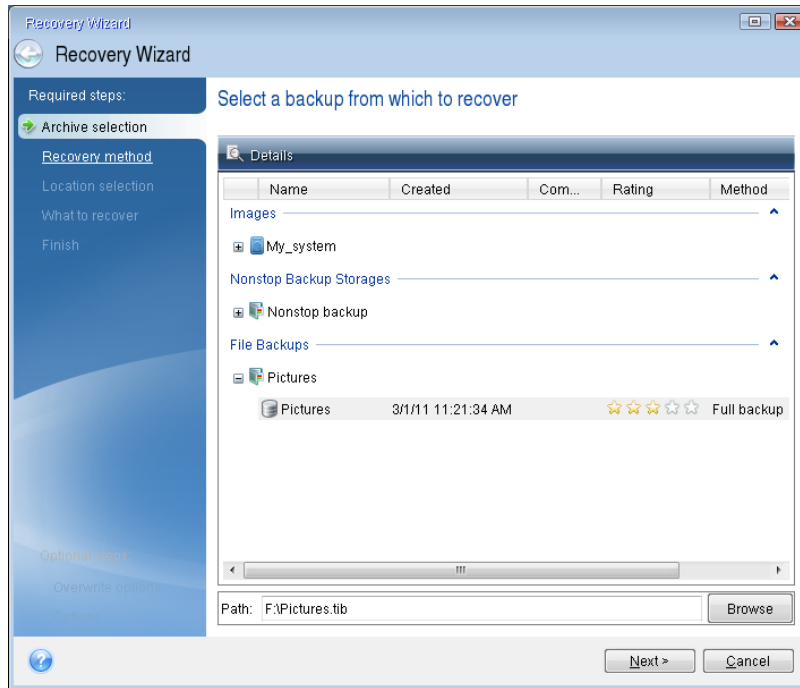 Recovery Wizard
Recovery Wizard
Required steps:
Archive selection
Recovery method
Location selection
What to recover
Finish
Optional steps:
Overwrite options
Select a backup from which to recover
Details
Name Created Com... Rating Method
Images
My_system
Nonstop Backup Storages
Nonstop backup
File Backups
Pictures
Pictures 3/1/11 11:21:34 AM Full backup
Path: F:\Pictures.tib Browse
Next > Cancel